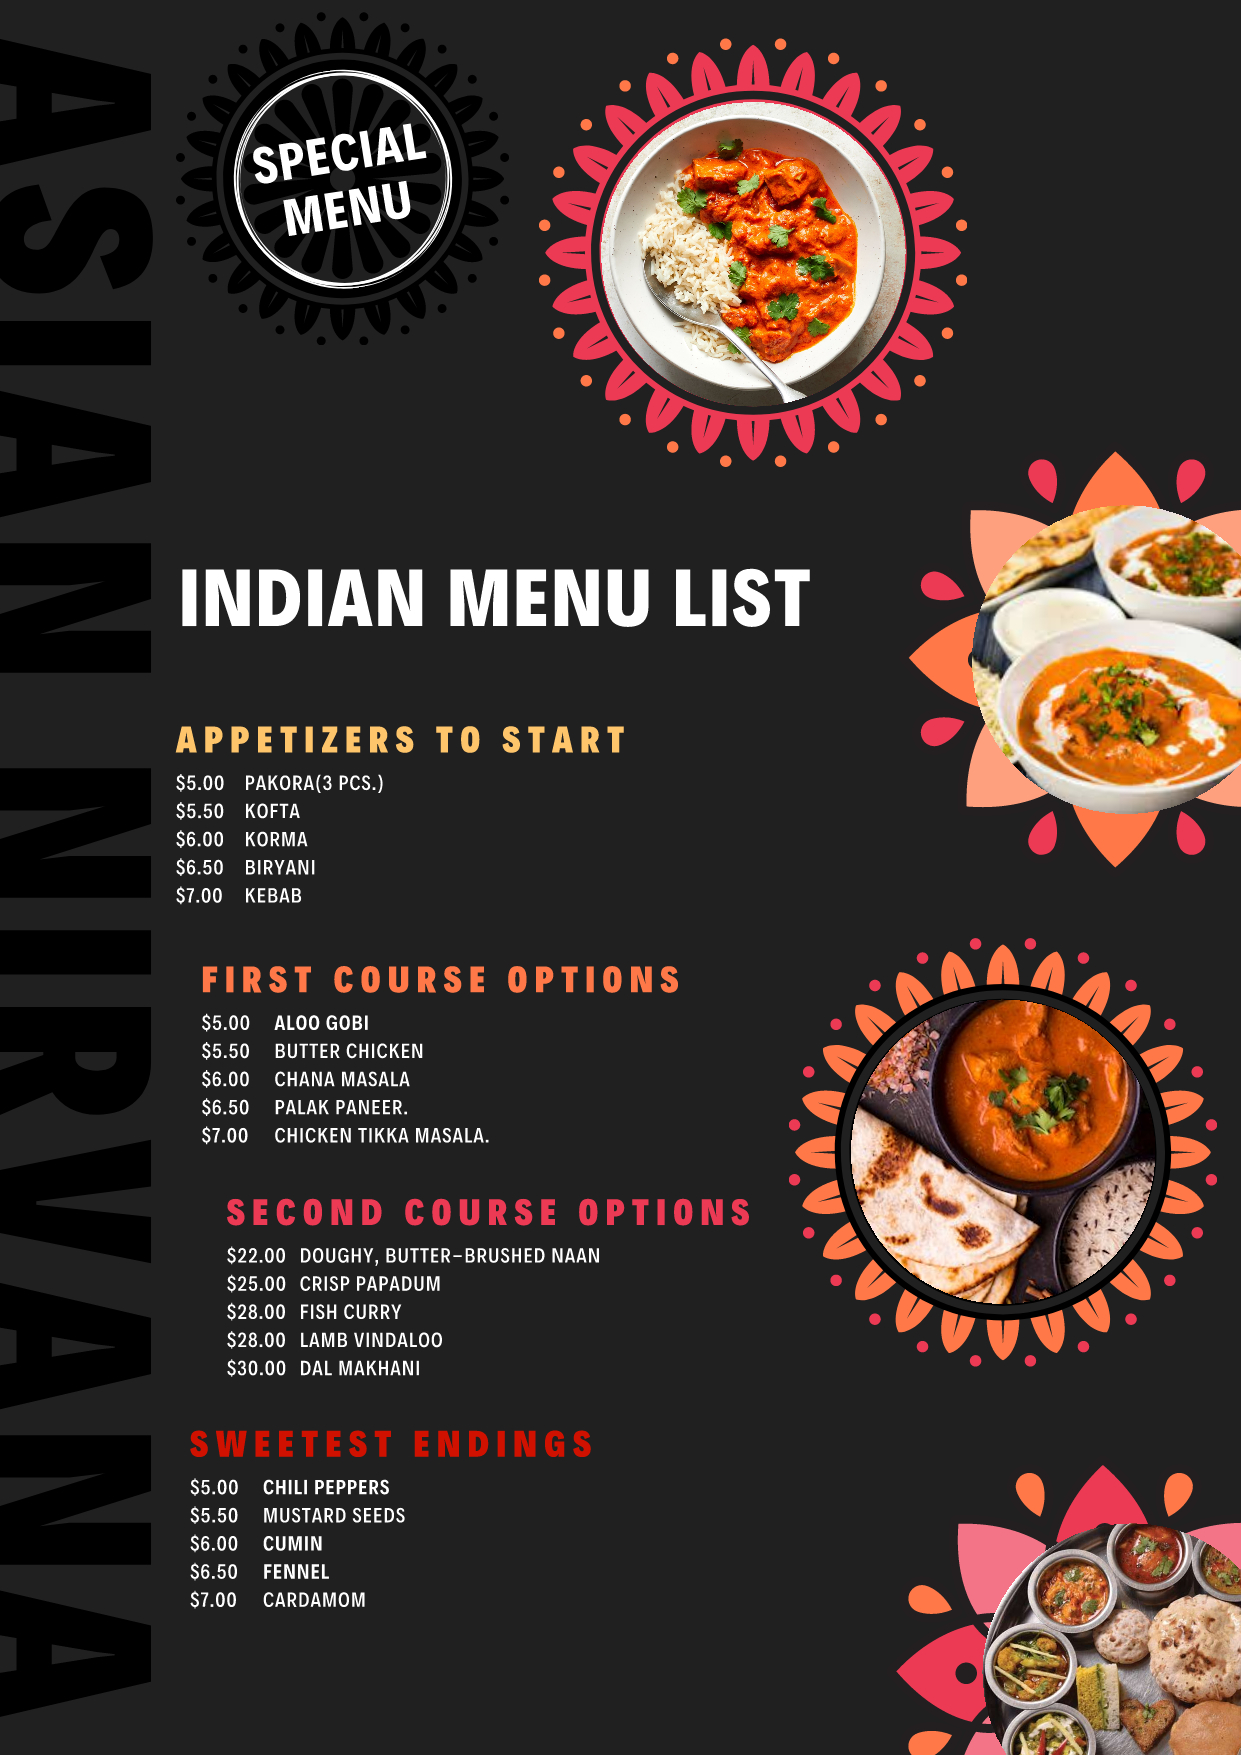 ASIAN NIRWANA
SPECIAL
MENU
INDIAN MENU LIST
APPETIZERS TO START
$5.00 PAKORA(3 PCS.)
$5.50 KOFTA
$6.00 KORMA
$6.50 BIRYANI
$7.00 KEBAB
FIRST COURSE OPTIONS
$5.00 ALOO GOBI
$5.50 BUTTER CHICKEN
$6.00 CHANA MASALA
$6.50 PALAK PANEER.
$7.00 CHICKEN TIKKA MASALA.
SECOND COURSE OPTIONS
$22.00 DOUGHY, BUTTER-BRUSHED NAAN
$25.00 CRISP PAPADUM
$28.00 FISH CURRY
$28.00 LAMB VINDALOO
$30.00 DAL MAKHANI
SWEETEST ENDINGS
$5.00 CHILI PEPPERS
$5.50 MUSTARD SEEDS
$6.00 CUMIN
$6.50 FENNEL
$7.00 CARDAMOM